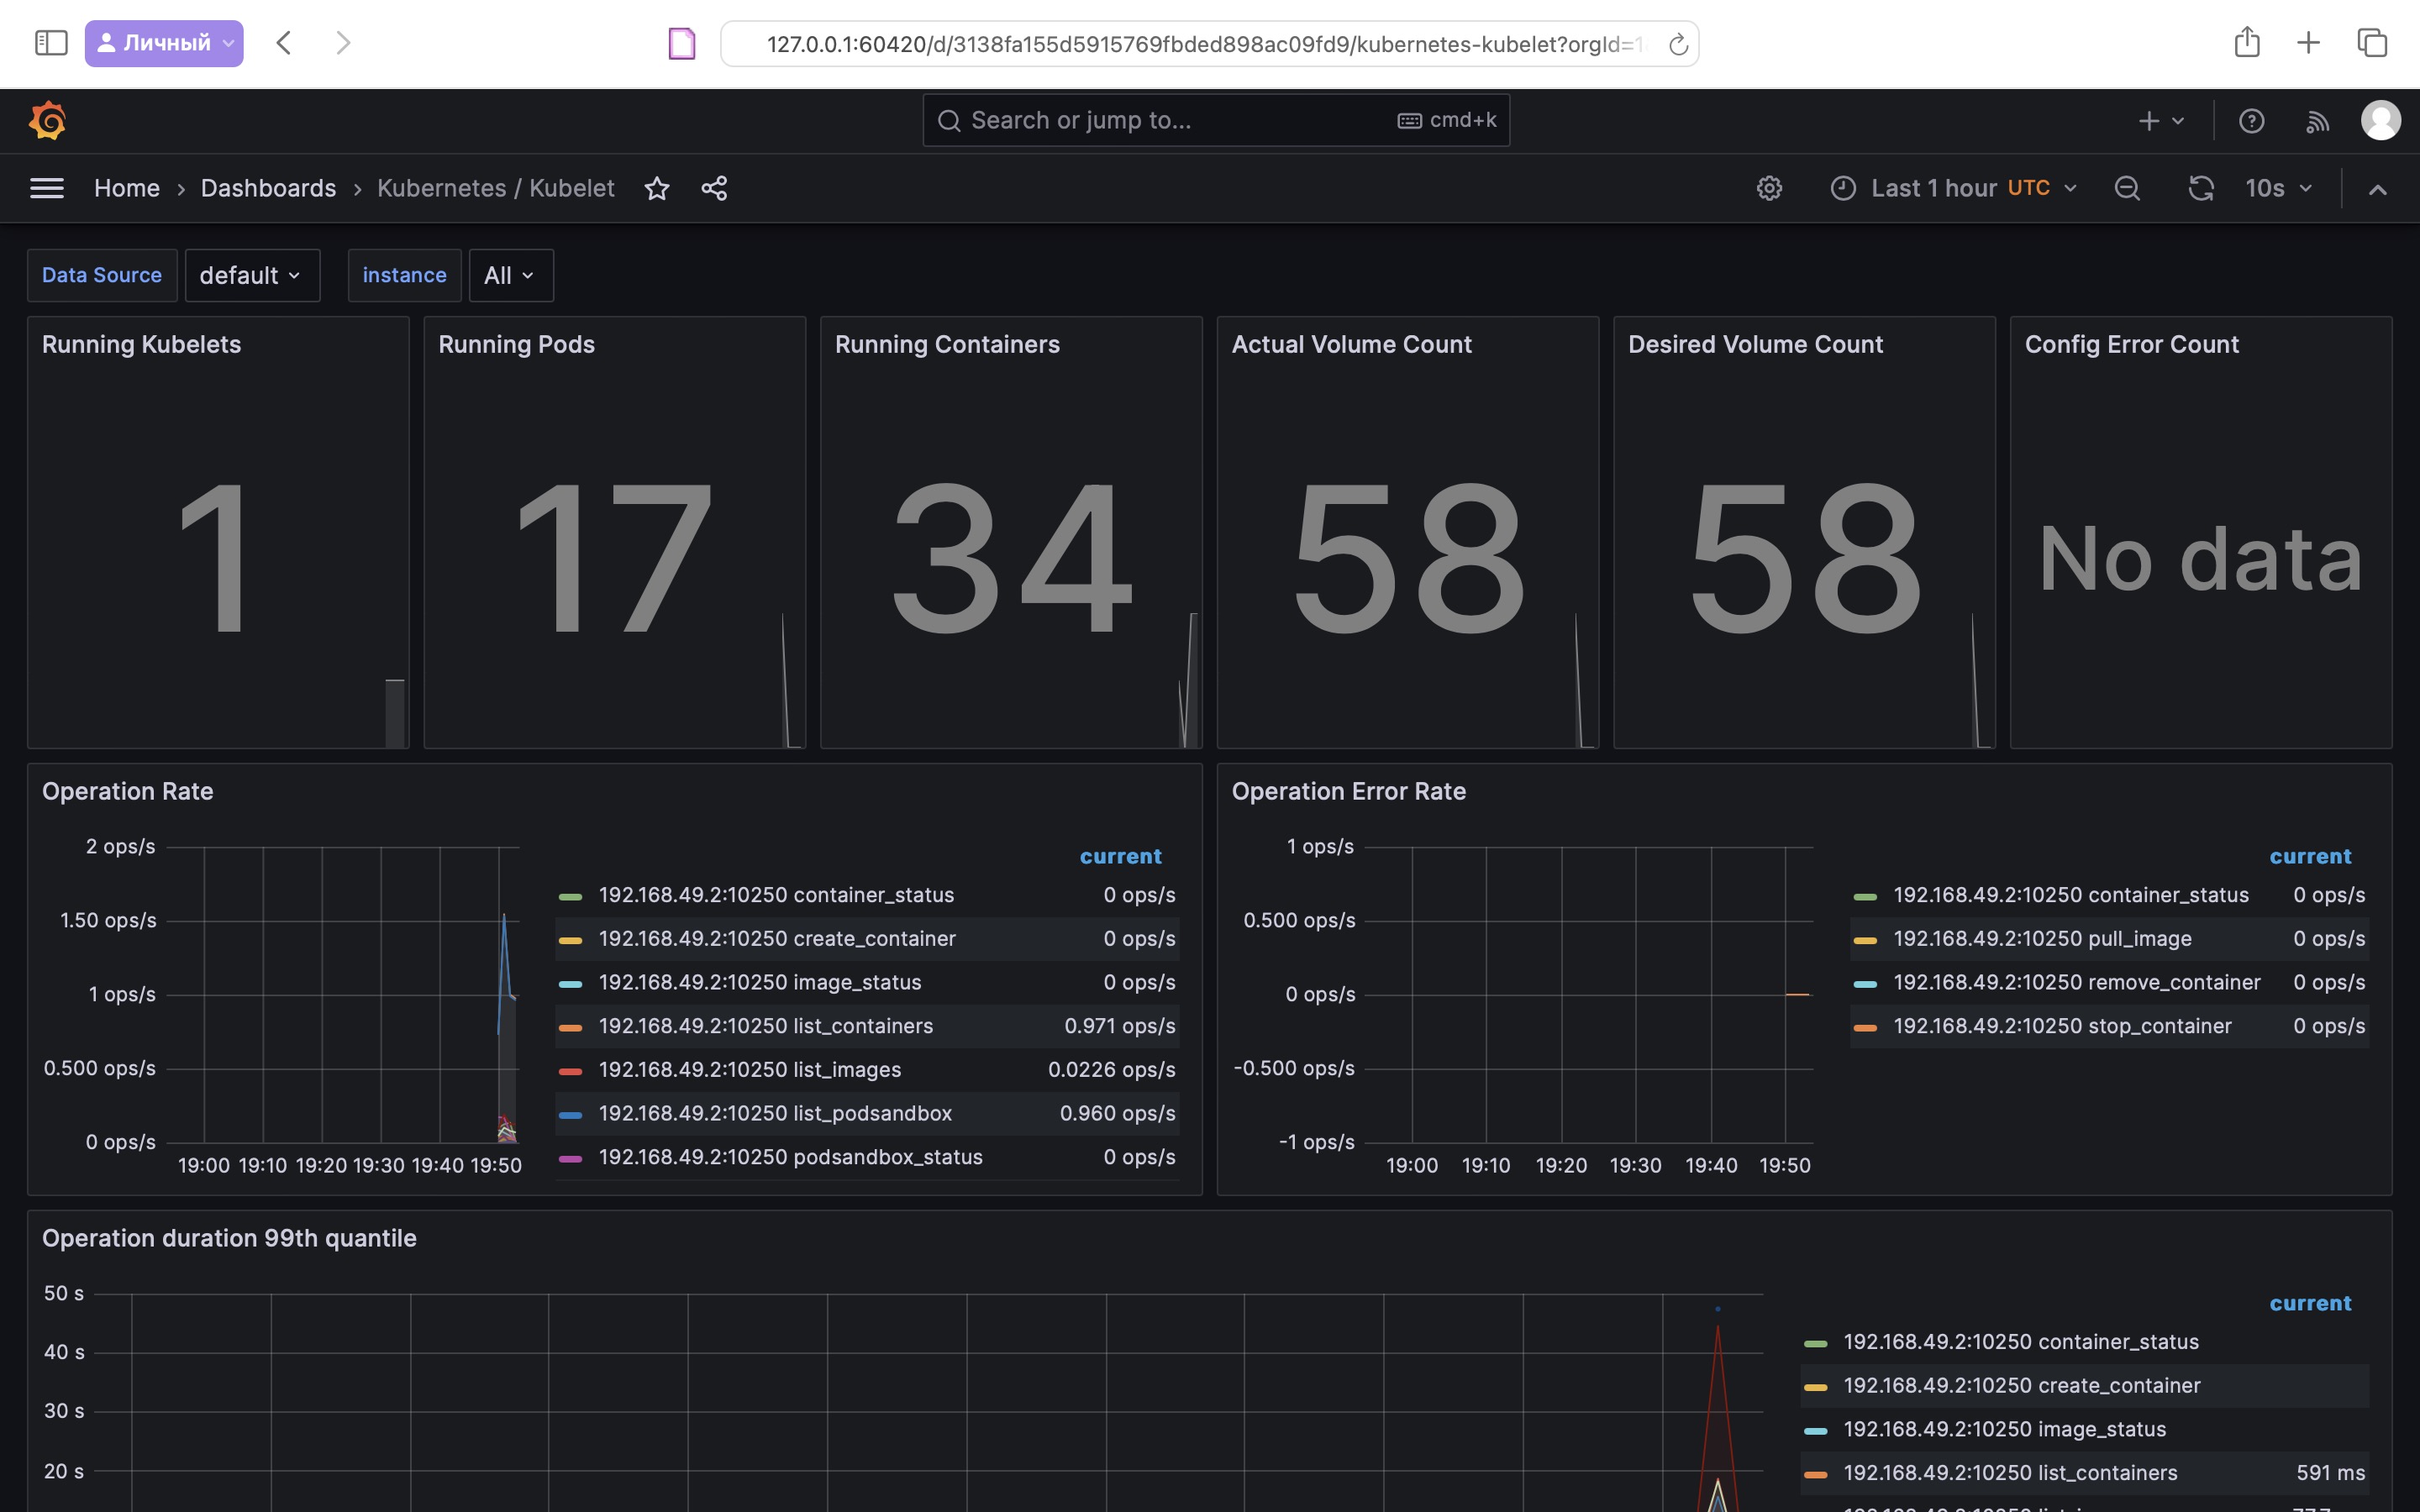 Личный
127.0.0.1:60420/d/3138fa155d5915769fbded898ac09fd9/kubernetes-kubelet?orgId=1
Search or jump to... cmd+k
Home › Dashboards › Kubernetes / Kubelet
Last 1 hour UTC 10s
Data Source default instance All
Running Kubelets
1
Running Pods
17
Running Containers
34
Actual Volume Count
58
Desired Volume Count
58
Config Error Count
No data
Operation Rate
2 ops/s
1.50 ops/s
1 ops/s
0.500 ops/s
0 ops/s
19:00 19:10 19:20 19:30 19:40 19:50
current
192.168.49.2:10250 container_status 0 ops/s
192.168.49.2:10250 create_container 0 ops/s
192.168.49.2:10250 image_status 0 ops/s
192.168.49.2:10250 list_containers 0.971 ops/s
192.168.49.2:10250 list_images 0.0226 ops/s
192.168.49.2:10250 list_podsandbox 0.960 ops/s
192.168.49.2:10250 podsandbox_status 0 ops/s
Operation Error Rate
1 ops/s
0.500 ops/s
0 ops/s
-0.500 ops/s
-1 ops/s
19:00 19:10 19:20 19:30 19:40 19:50
current
192.168.49.2:10250 container_status 0 ops/s
192.168.49.2:10250 pull_image 0 ops/s
192.168.49.2:10250 remove_container 0 ops/s
192.168.49.2:10250 stop_container 0 ops/s
Operation duration 99th quantile
50 s
40 s
30 s
20 s
current
192.168.49.2:10250 container_status
192.168.49.2:10250 create_container
192.168.49.2:10250 image_status
192.168.49.2:10250 list_containers 591 ms